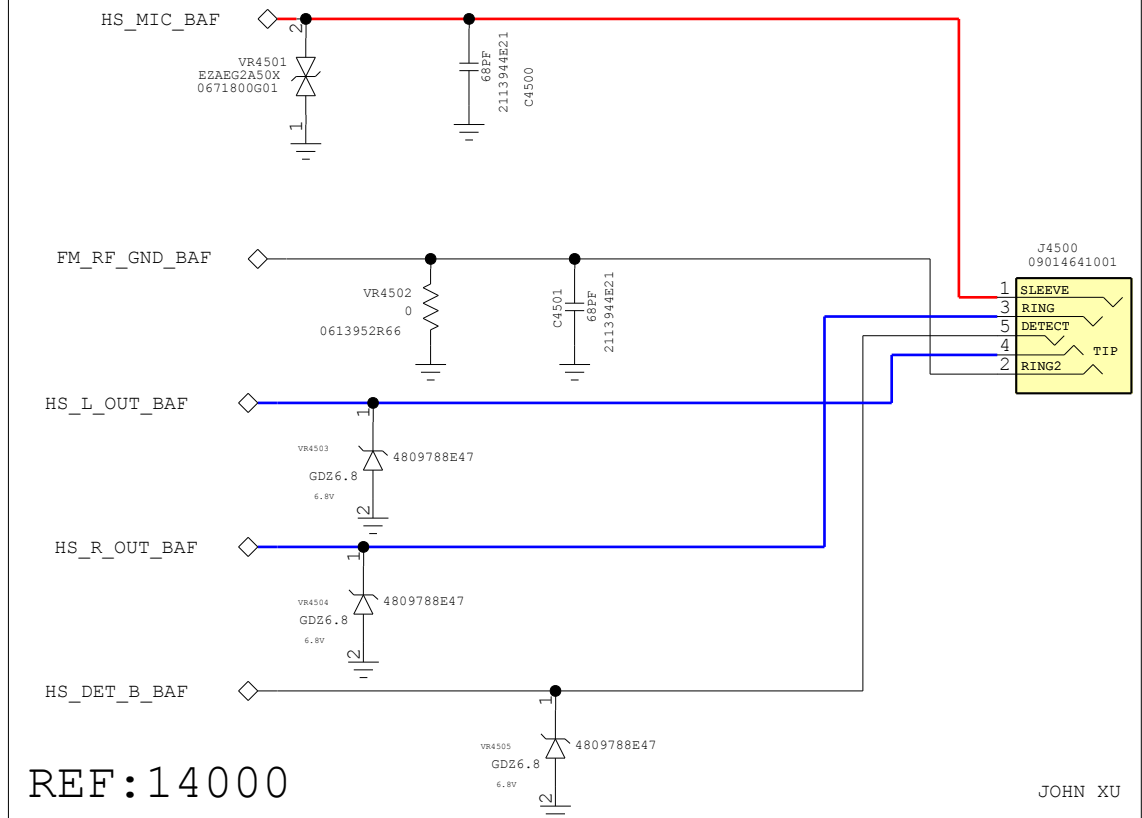 HS_MIC_BAF
2
VR4501
EZAEG2A50X
0671800G01
1
68PF
2113944E21
C4500
FM_RF_GND_BAF
VR4502
0
0613952R66
C4501
68PF
2113944E21
J4500
09014641001
1 SLEEVE
3 RING
5 DETECT
4 TIP
2 RING2
HS_L_OUT_BAF
1
VR4503
4809788E47
GDZ6.8
6.8V
2
HS_R_OUT_BAF
1
VR4504
4809788E47
GDZ6.8
6.8V
2
HS_DET_B_BAF
1
VR4505
4809788E47
GDZ6.8
6.8V
2
REF:14000
JOHN XU